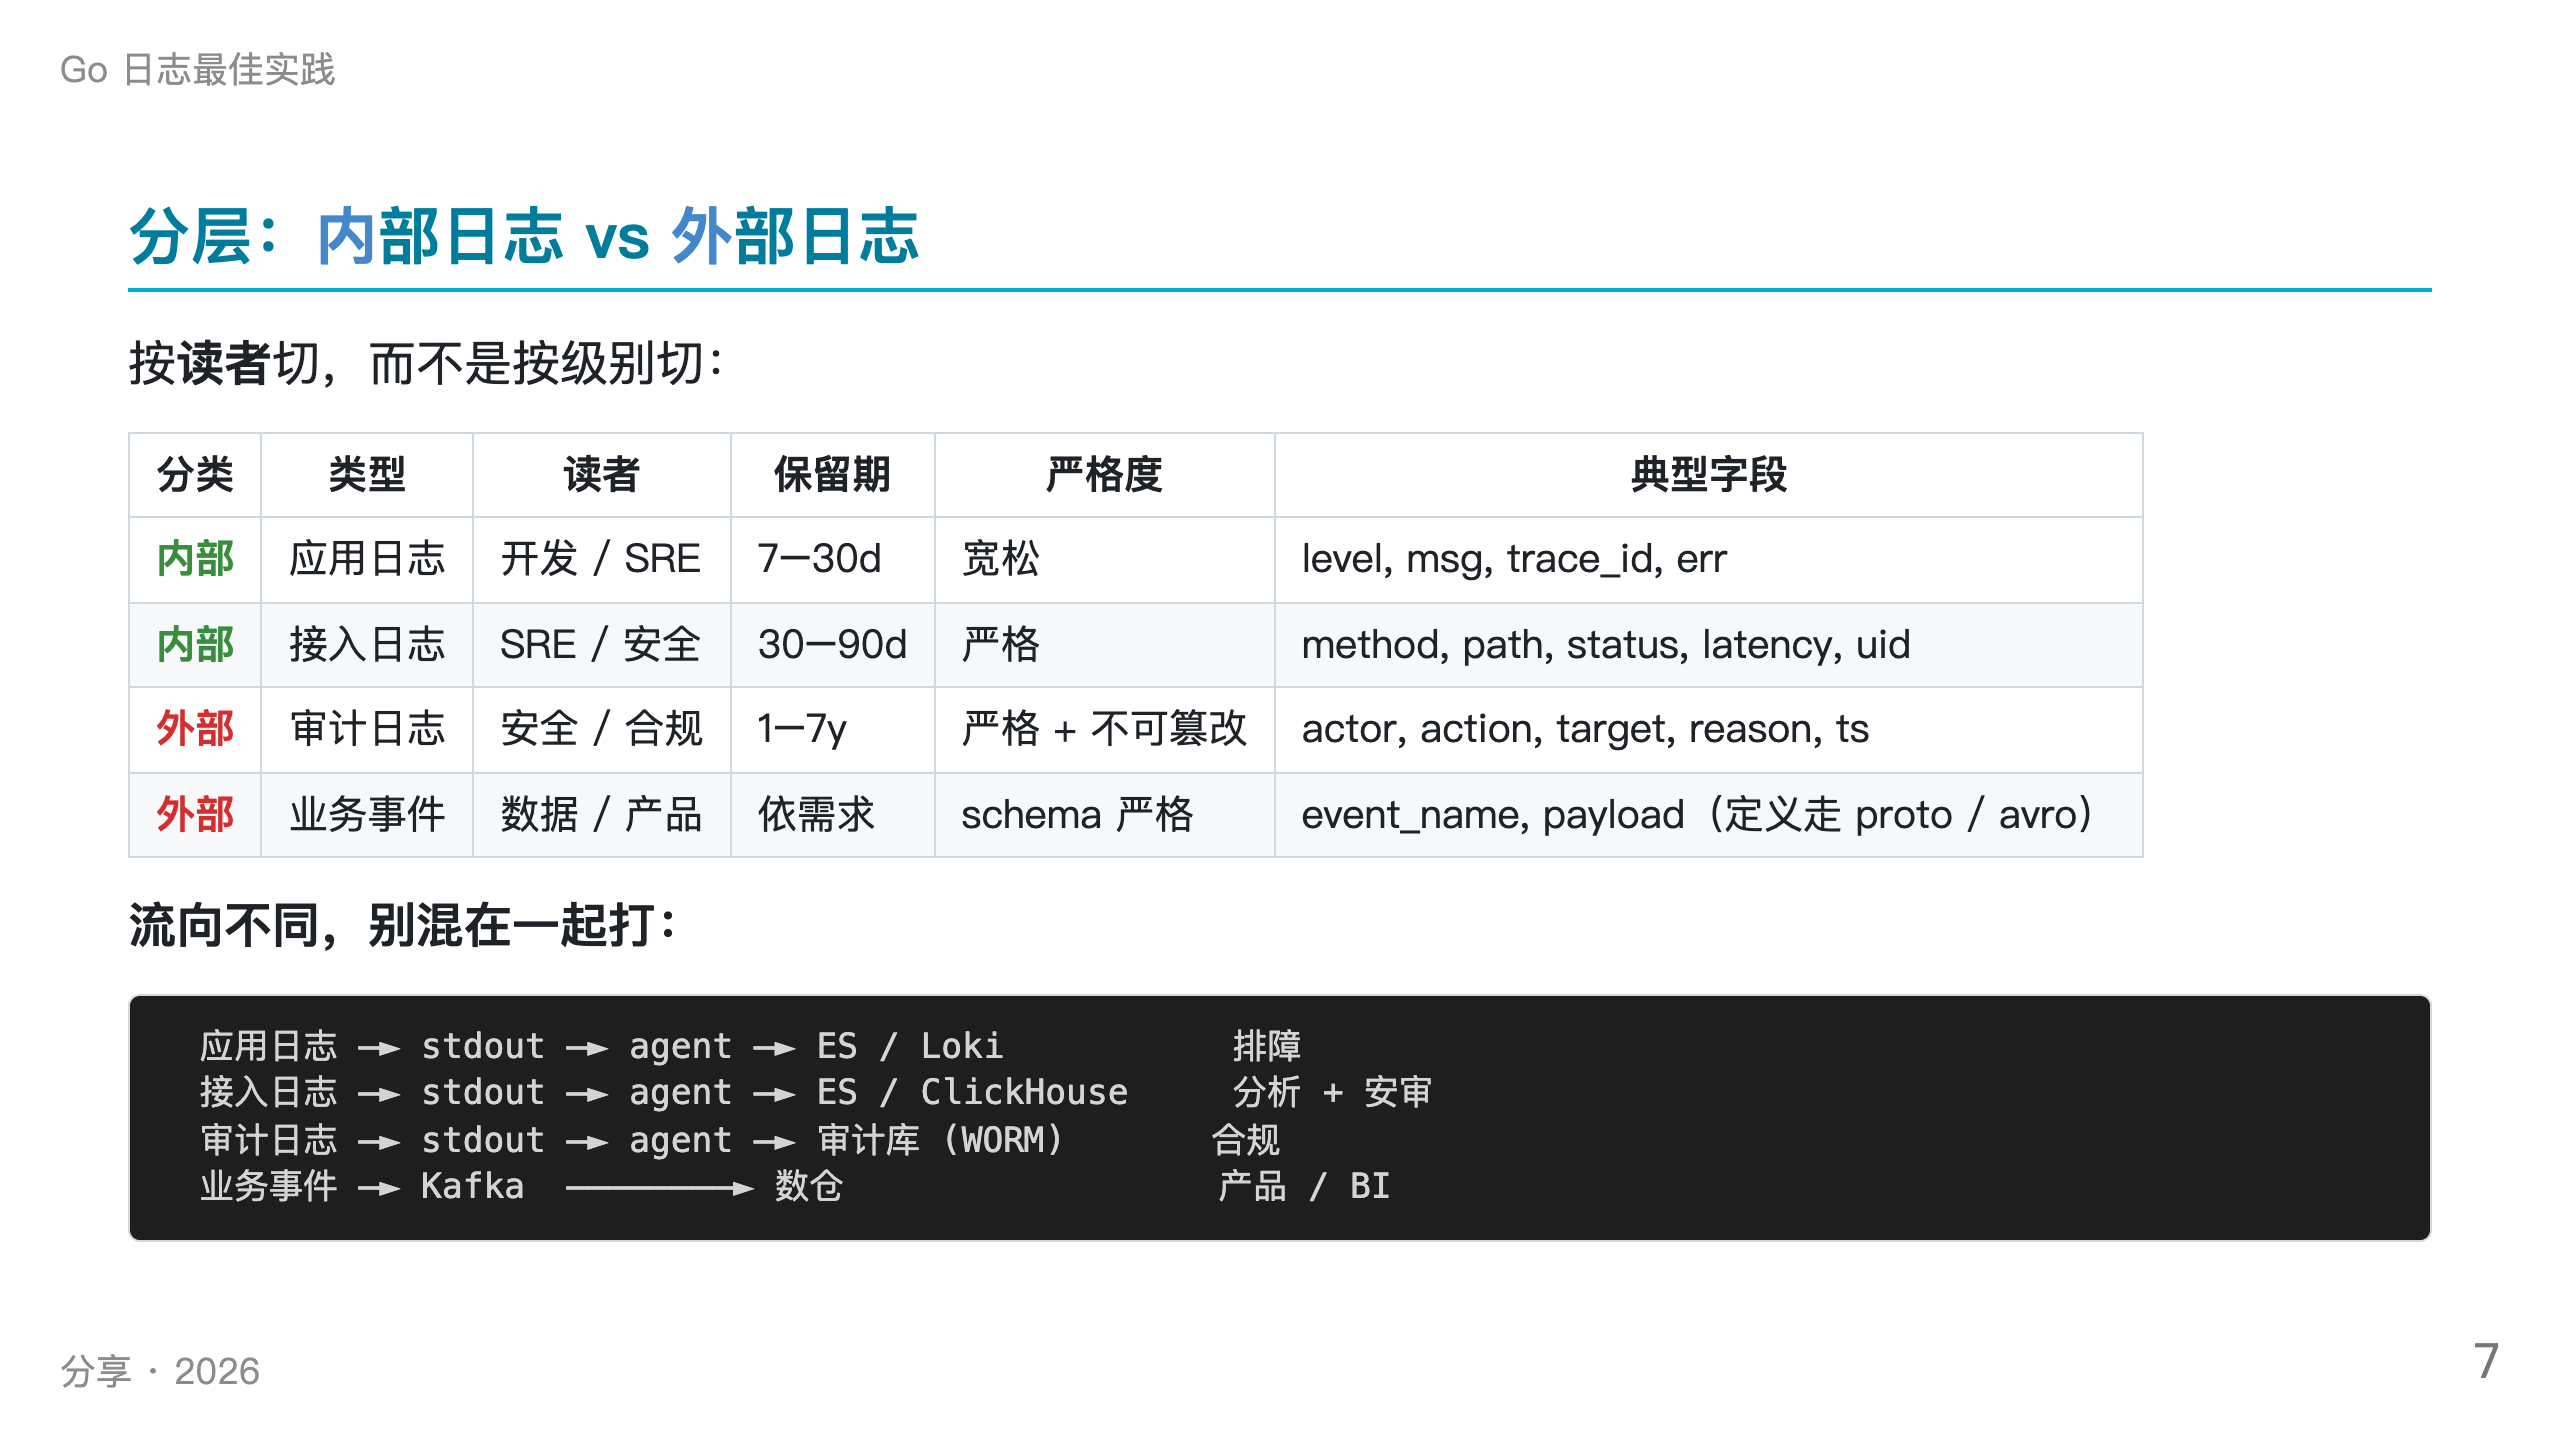 Go 日志最佳实践
分层：内部日志 vs 外部日志
按读者切，而不是按级别切：
分类 类型 读者 保留期 严格度 典型字段
内部 应用日志 开发 / SRE 7–30d 宽松 level, msg, trace_id, err
内部 接入日志 SRE / 安全 30–90d 严格 method, path, status, latency, uid
外部 审计日志 安全 / 合规 1–7y 严格 + 不可篡改 actor, action, target, reason, ts
外部 业务事件 数据 / 产品 依需求 schema 严格 event_name, payload（定义走 proto / avro）
流向不同，别混在一起打：
应用日志 ─► stdout ─► agent ─► ES / Loki 排障
接入日志 ─► stdout ─► agent ─► ES / ClickHouse 分析 + 安审
审计日志 ─► stdout ─► agent ─► 审计库 (WORM) 合规
业务事件 ─► Kafka ────────► 数仓 产品 / BI
分享 · 2026
7